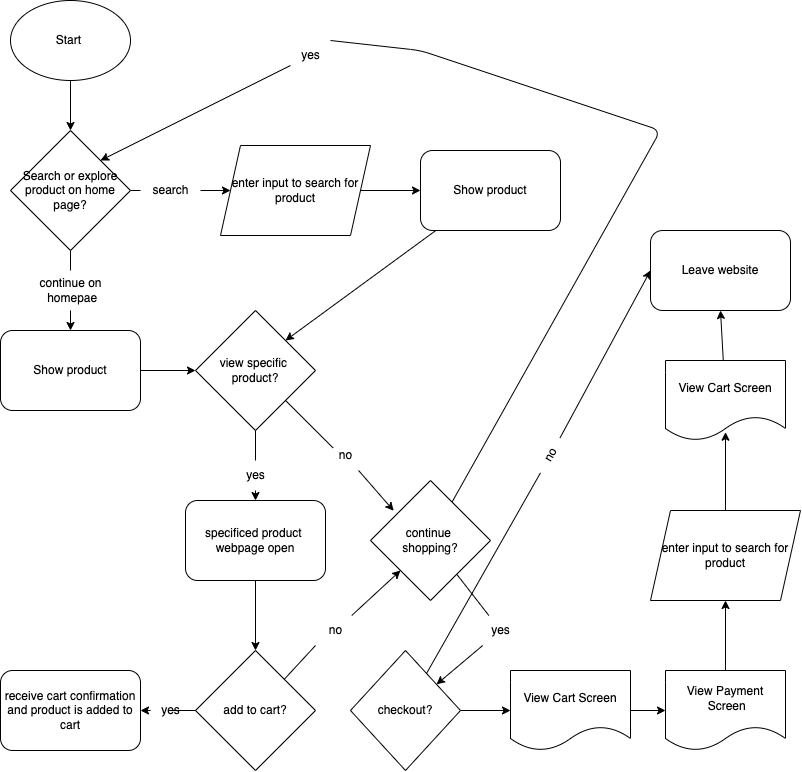 Start
yes
Search or explore
product on home
page?
search
enter input to search for
product
Show product
continue on
homepae
Leave website
Show product
view specific
product?
View Cart Screen
no
no
yes
specificed product
webpage open
continue
shopping?
enter input to search for
product
no
yes
receive cart confirmation
and product is added to
cart
yes
add to cart?
checkout?
View Cart Screen
View Payment
Screen